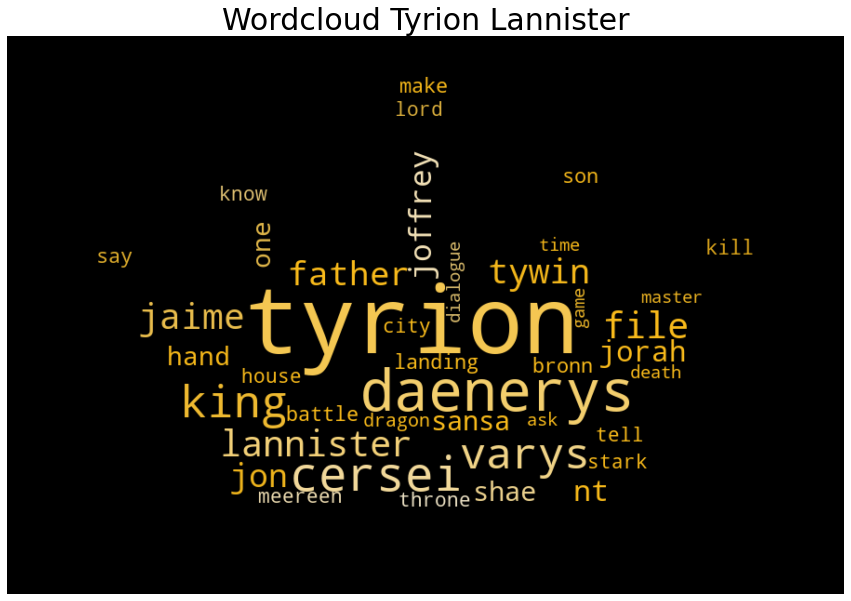 Wordcloud Tyrion Lannister
make
lord
joffrey
son
know
one
say
time
kill
dialogue
father
tywin
master
game
tyrion
jaime
city
file
hand
landing
jorah
house
bronn
death
daenerys
king
battle
dragon
sansa
ask
lannister
varys
tell
stark
jon
cersei
meereen
throne
shae
nt